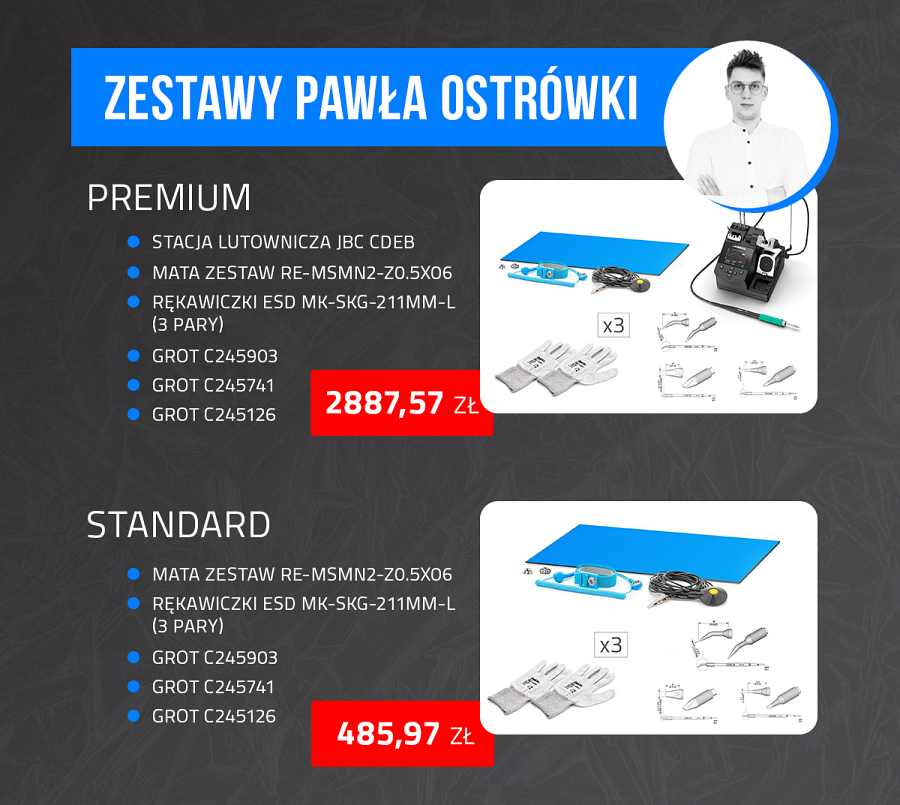 ZESTAWY PAWŁA OSTRÓWKI
PREMIUM
STACJA LUTOWNICZA JBC CDEB
MATA ZESTAW RE-MSMN2-Z0.5X06
RĘKAWICZKI ESD MK-SKG-211MM-L
(3 PARY)
GROT C245903
GROT C245741
GROT C245126
2887,57 ZŁ
x3
STANDARD
MATA ZESTAW RE-MSMN2-Z0.5X06
RĘKAWICZKI ESD MK-SKG-211MM-L
(3 PARY)
GROT C245903
GROT C245741
GROT C245126
485,97 ZŁ
x3